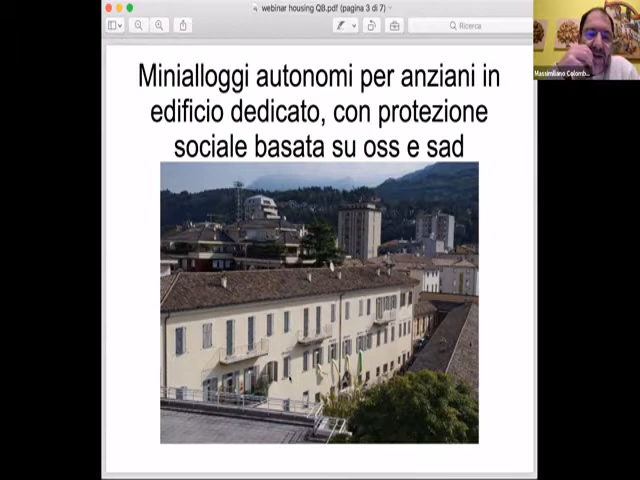 webinar housing QB.pdf (pagina 3 di 7)
Ricerca
Minialloggi autonomi per anziani in
edificio dedicato, con protezione
sociale basata su oss e sad
Massimiliano Colomb...